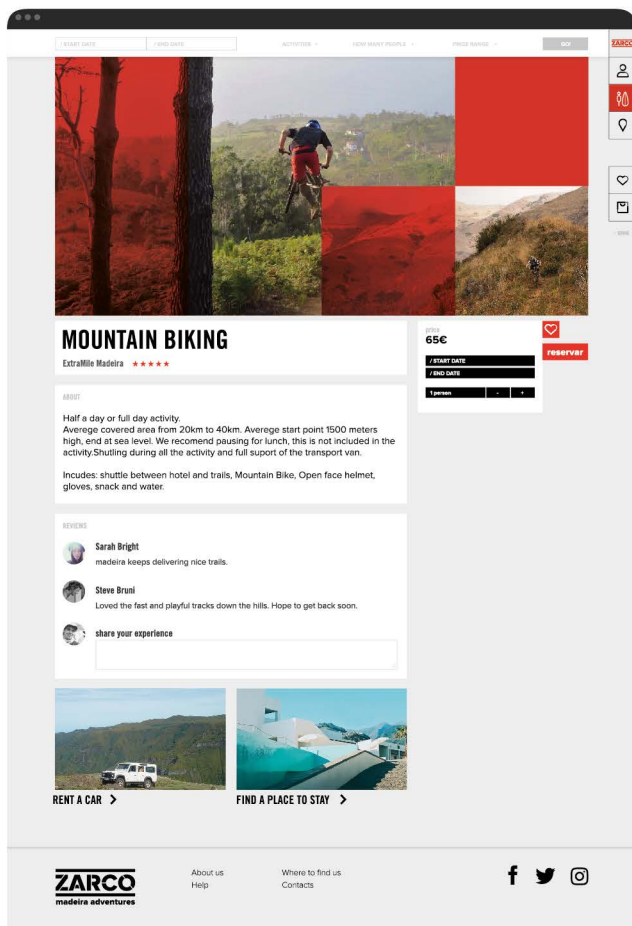 / START DATE
/ END DATE
ACTIVITIES
HOW MANY PEOPLE
PRICE RANGE
GO!
ZARCO
MOUNTAIN BIKING
ExtraMile Madeira
price
65€
/ START DATE
/ END DATE
1 person - +
reservar
ABOUT
Half a day or full day activity.
Averege covered area from 20km to 40km. Averege start point 1500 meters
high, end at sea level. We recomend pausing for lunch, this is not included in the
activity.Shutling during all the activity and full suport of the transport van.
Incudes: shuttle between hotel and trails, Mountain Bike, Open face helmet,
gloves, snack and water.
REVIEWS
Sarah Bright
madeira keeps delivering nice trails.
Steve Bruni
Loved the fast and playful tracks down the hills. Hope to get back soon.
share your experience
RENT A CAR
FIND A PLACE TO STAY
ZARCO
madeira adventures
About us
Help
Where to find us
Contacts